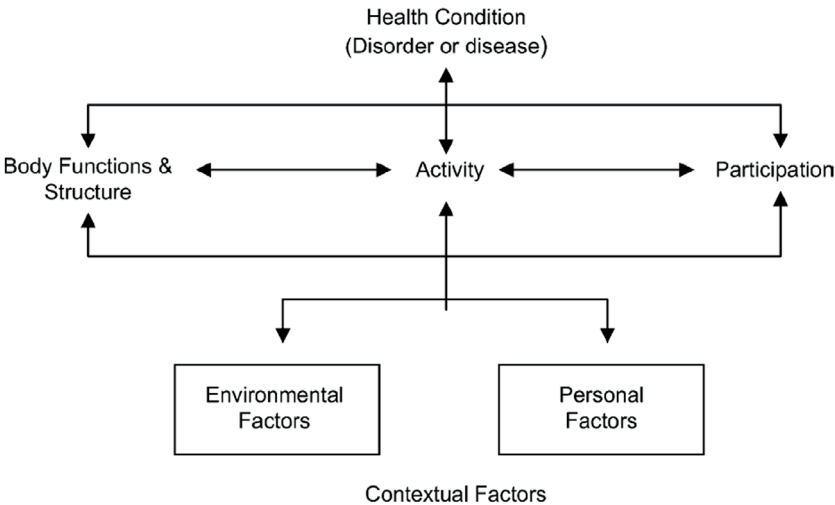 Health Condition
(Disorder or disease)
Body Functions &
Structure
Activity
Participation
Environmental
Factors
Personal
Factors
Contextual Factors